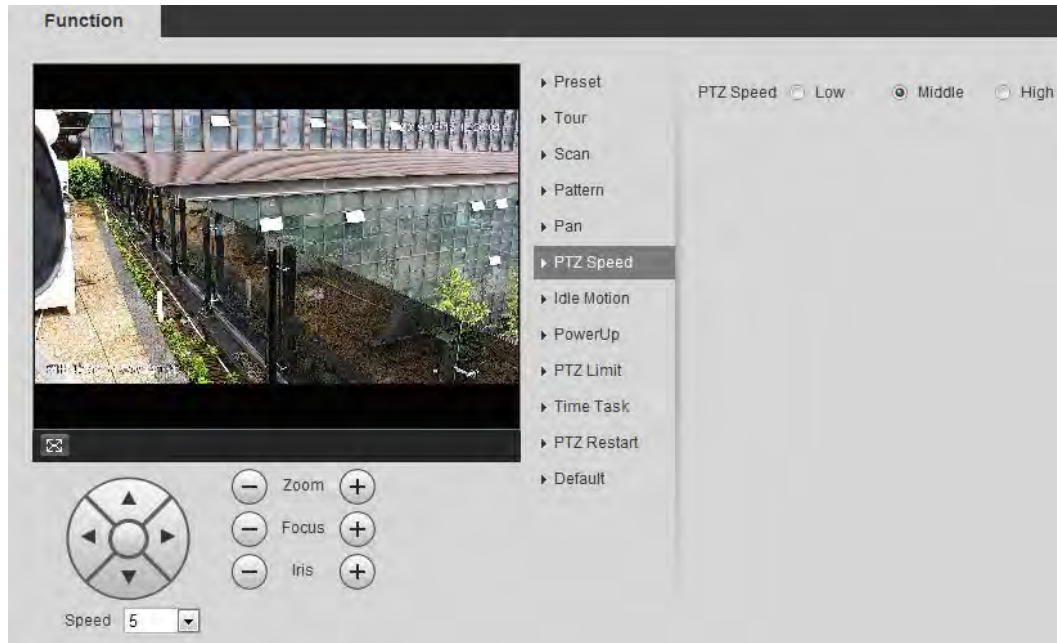 Function
Preset
Tour
Scan
Pattern
Pan
PTZ Speed
Idle Motion
PowerUp
PTZ Limit
Time Task
PTZ Restart
Default
PTZ Speed Low Middle High
Zoom
Focus
Iris
Speed 5